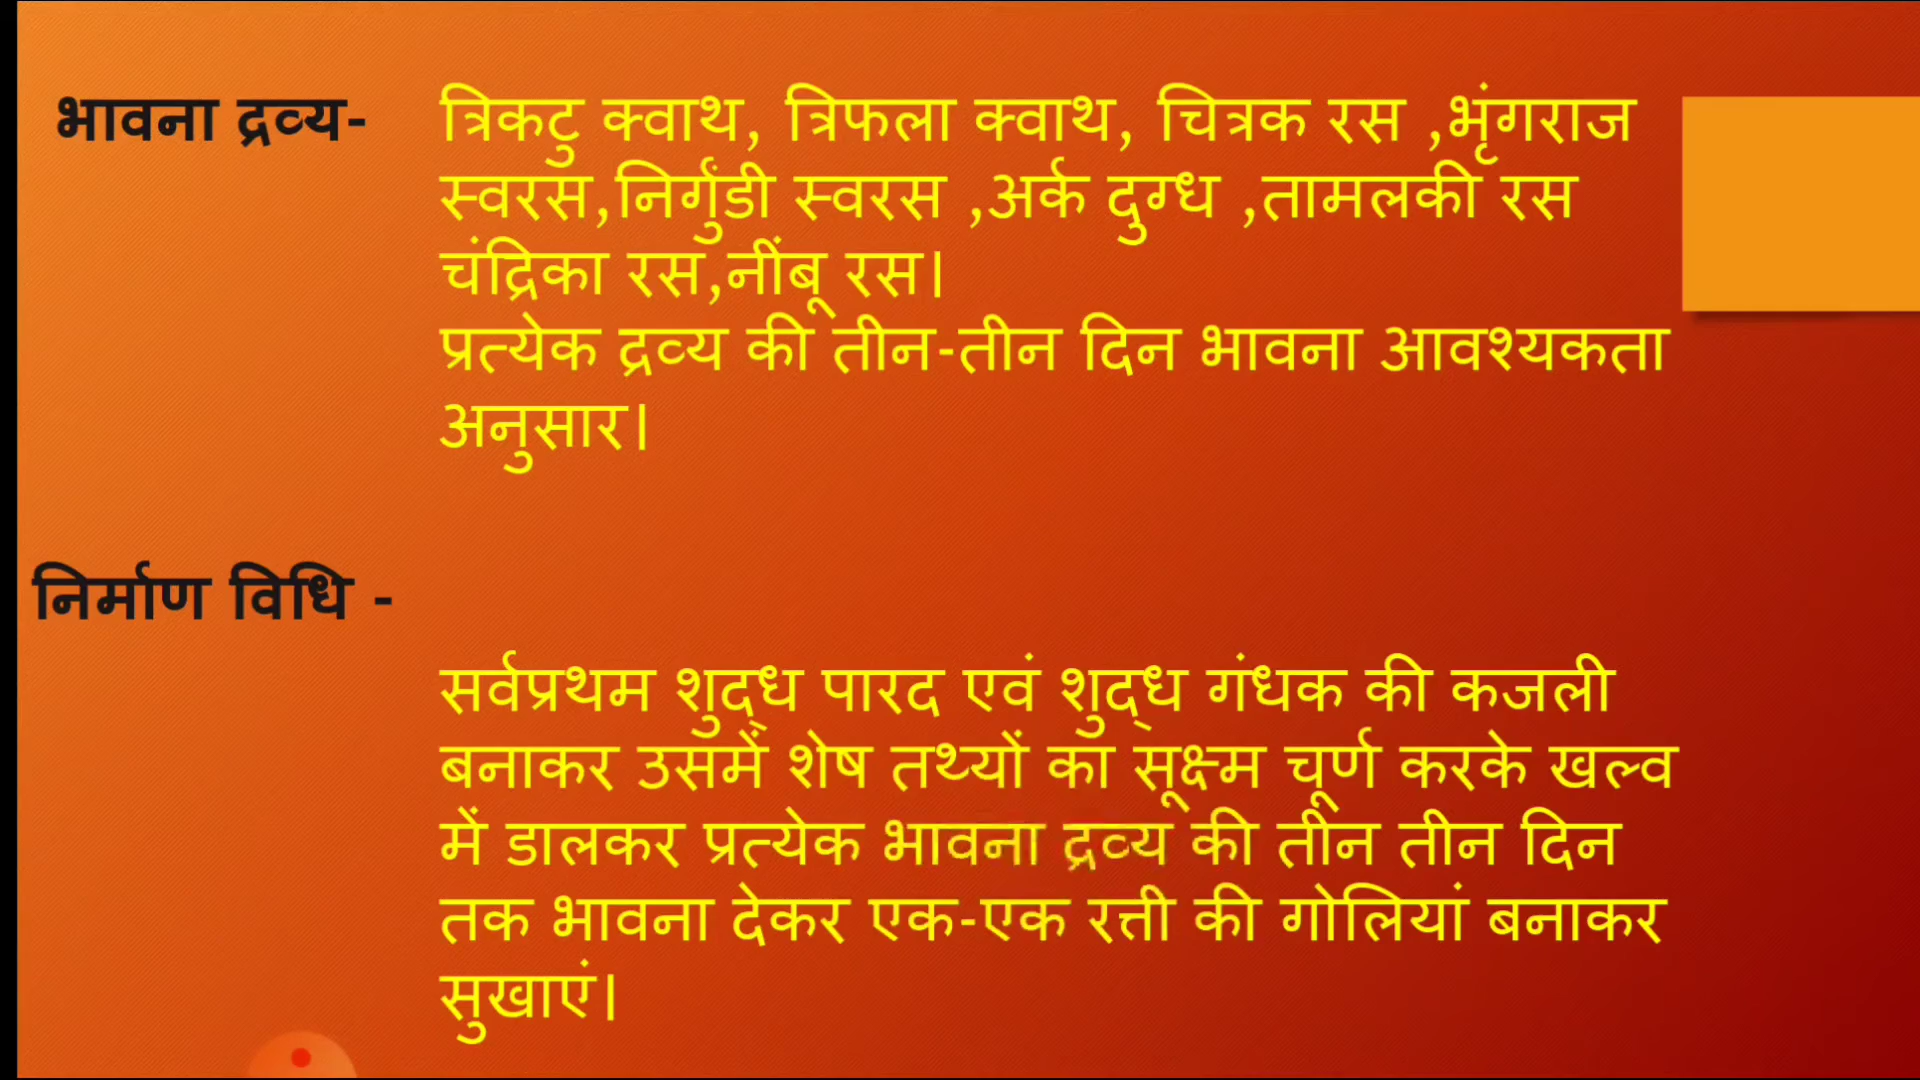 भावना द्रव्य- त्रिकटु क्वाथ, त्रिफला क्वाथ, चित्रक रस ,भृंगराज
स्वरस,निर्गुंडी स्वरस ,अर्क दुग्ध ,तामलकी रस
चंद्रिका रस,नींबू रस।
प्रत्येक द्रव्य की तीन-तीन दिन भावना आवश्यकता
अनुसार।
निर्माण विधि -
सर्वप्रथम शुद्ध पारद एवं शुद्ध गंधक की कजली
बनाकर उसमें शेष तथ्यों का सूक्ष्म चूर्ण करके खल्व
में डालकर प्रत्येक भावना द्रव्य की तीन तीन दिन
तक भावना देकर एक-एक रत्ती की गोलियां बनाकर
सुखाएं।